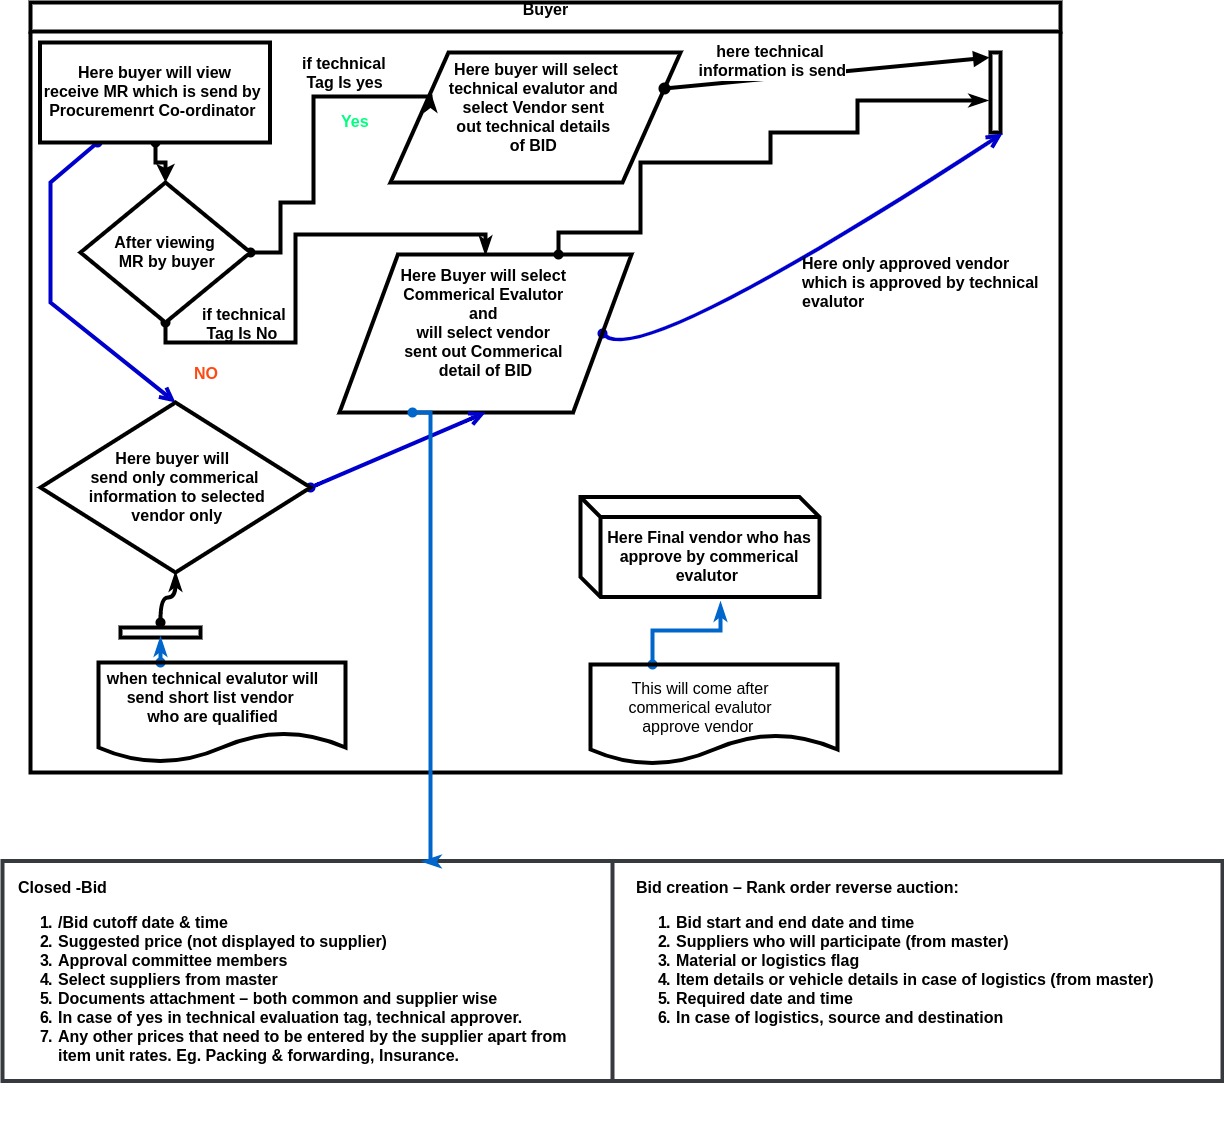 Buyer
Here buyer will view
receive MR which is send by
Procuremenrt Co-ordinator
if technical
Tag Is yes
Yes
Here buyer will select
technical evalutor and
select Vendor sent
out technical details
of BID
here technical
information is send
After viewing
MR by buyer
if technical
Tag Is No
NO
Here Buyer will select
Commerical Evalutor
and
will select vendor
sent out Commerical
detail of BID
Here only approved vendor
which is approved by technical
evalutor
Here buyer will
send only commerical
information to selected
vendor only
Here Final vendor who has
approve by commerical
evalutor
when technical evalutor will
send short list vendor
who are qualified
This will come after
commerical evalutor
approve vendor
Closed -Bid
1. /Bid cutoff date & time
2. Suggested price (not displayed to supplier)
3. Approval committee members
4. Select suppliers from master
5. Documents attachment – both common and supplier wise
6. In case of yes in technical evaluation tag, technical approver.
7. Any other prices that need to be entered by the supplier apart from
item unit rates. Eg. Packing & forwarding, Insurance.
Bid creation – Rank order reverse auction:
1. Bid start and end date and time
2. Suppliers who will participate (from master)
3. Material or logistics flag
4. Item details or vehicle details in case of logistics (from master)
5. Required date and time
6. In case of logistics, source and destination